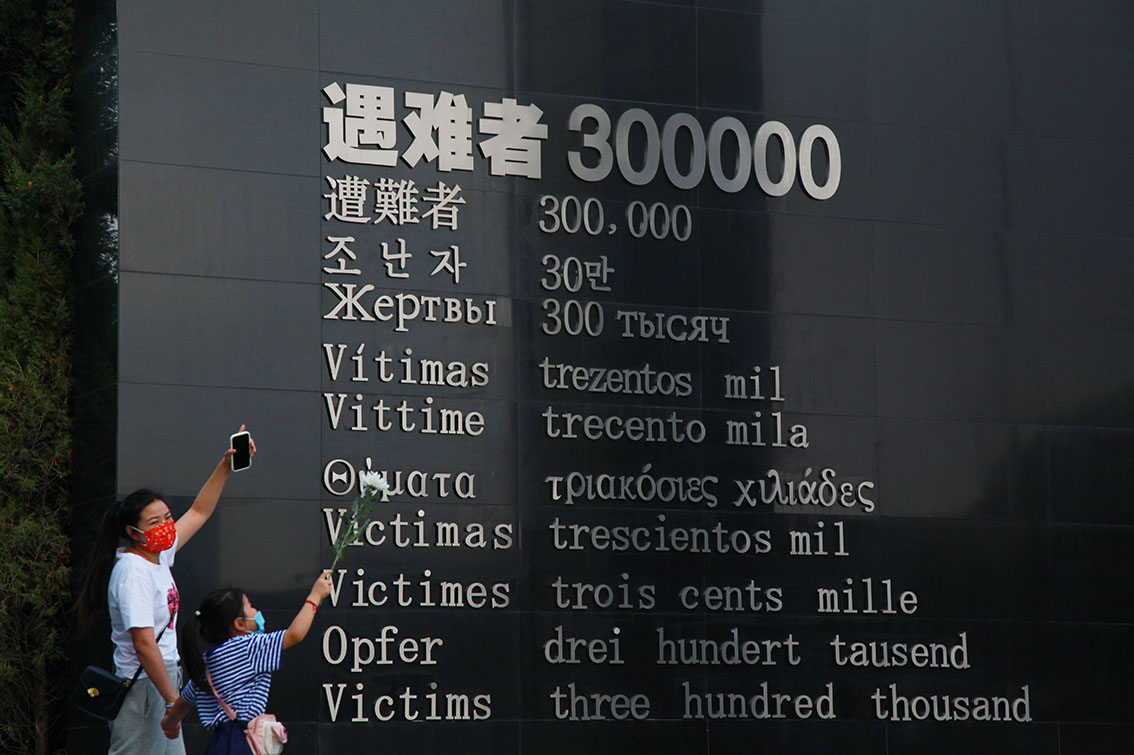 遇难者 300000
遭難者 300,000
조난자 30만
Жертвы 300 тысяч
Vítimas trezentos mil
Vittime trecento mila
Θύματα τριακόσιες χιλιάδες
Victimas trescientos mil
Victimes trois cents mille
Opfer drei hundert tausend
Victims three hundred thousand